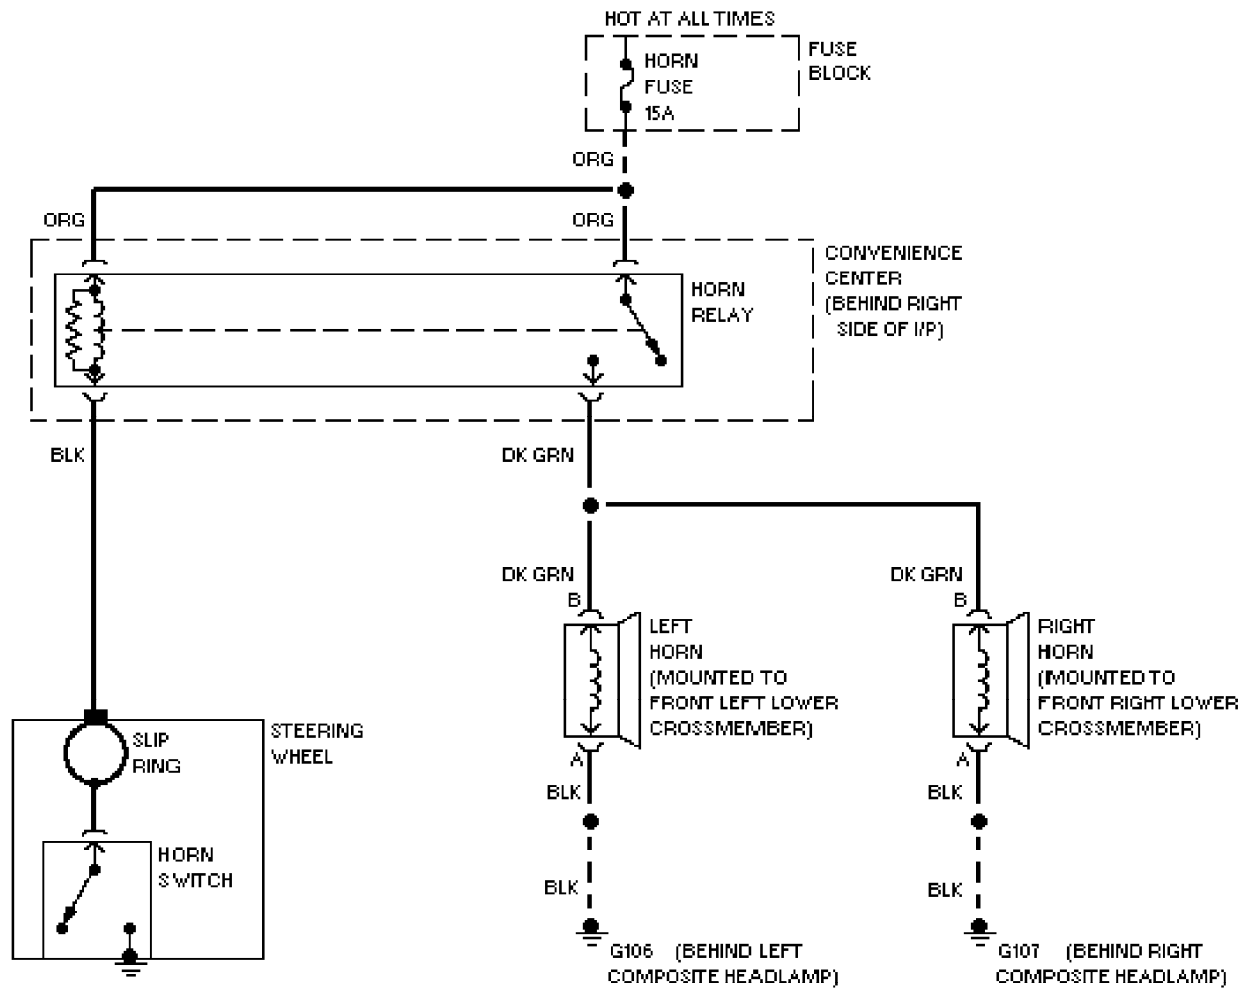 HOT AT ALL TIMES
HORN
FUSE
15A
FUSE
BLOCK
ORG
ORG
ORG
CONVENIENCE
CENTER
(BEHIND RIGHT
SIDE OF I/P)
HORN
RELAY
BLK
DK GRN
DK GRN
B
DK GRN
B
LEFT
HORN
(MOUNTED TO
FRONT LEFT LOWER
CROSSMEMBER)
RIGHT
HORN
(MOUNTED TO
FRONT RIGHT LOWER
CROSSMEMBER)
A
BLK
A
BLK
STEERING
WHEEL
SLIP
RING
HORN
SWITCH
BLK
BLK
G106 (BEHIND LEFT
COMPOSITE HEADLAMP)
G107 (BEHIND RIGHT
COMPOSITE HEADLAMP)